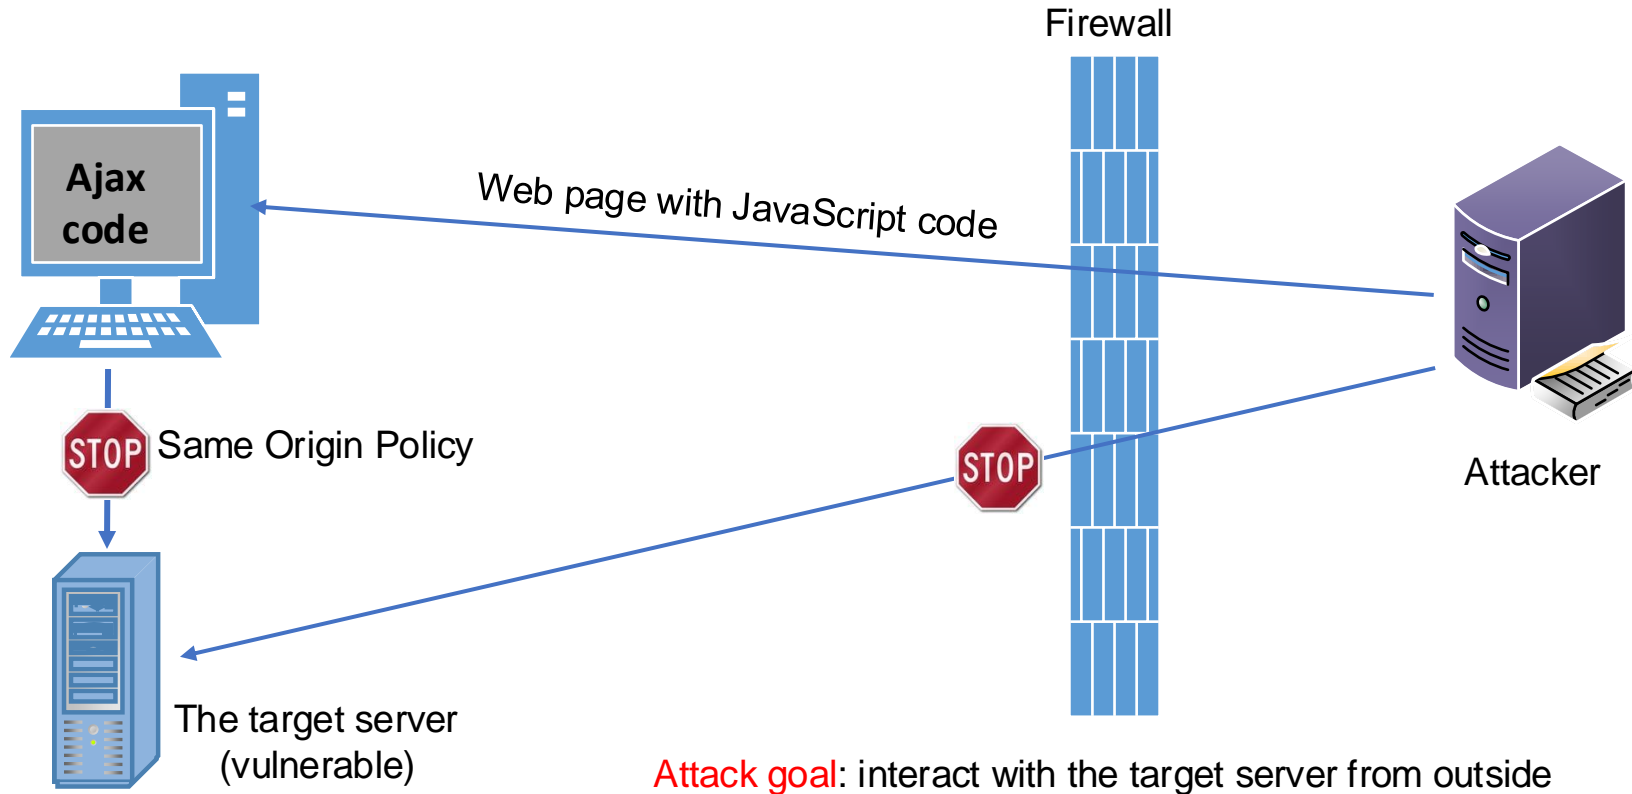 Firewall
Ajax
code
Web page with JavaScript code
STOP
Same Origin Policy
STOP
Attacker
The target server
(vulnerable)
Attack goal: interact with the target server from outside